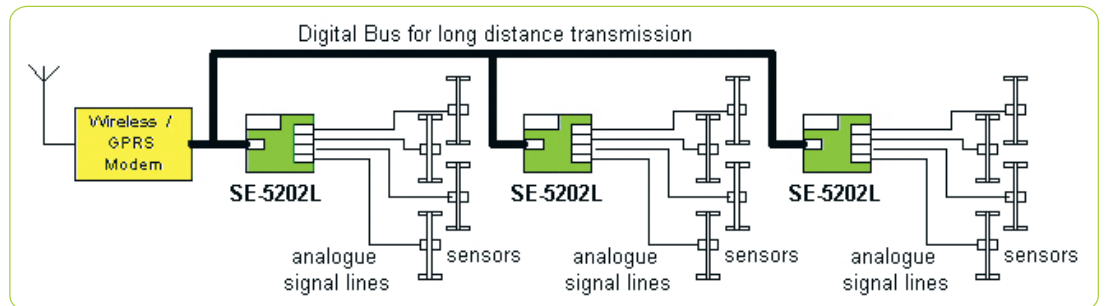 Digital Bus for long distance transmission
Wireless /
GPRS
Modem
SE-5202L
SE-5202L
SE-5202L
analogue
signal lines
sensors
analogue
signal lines
sensors
analogue
signal lines
sensors